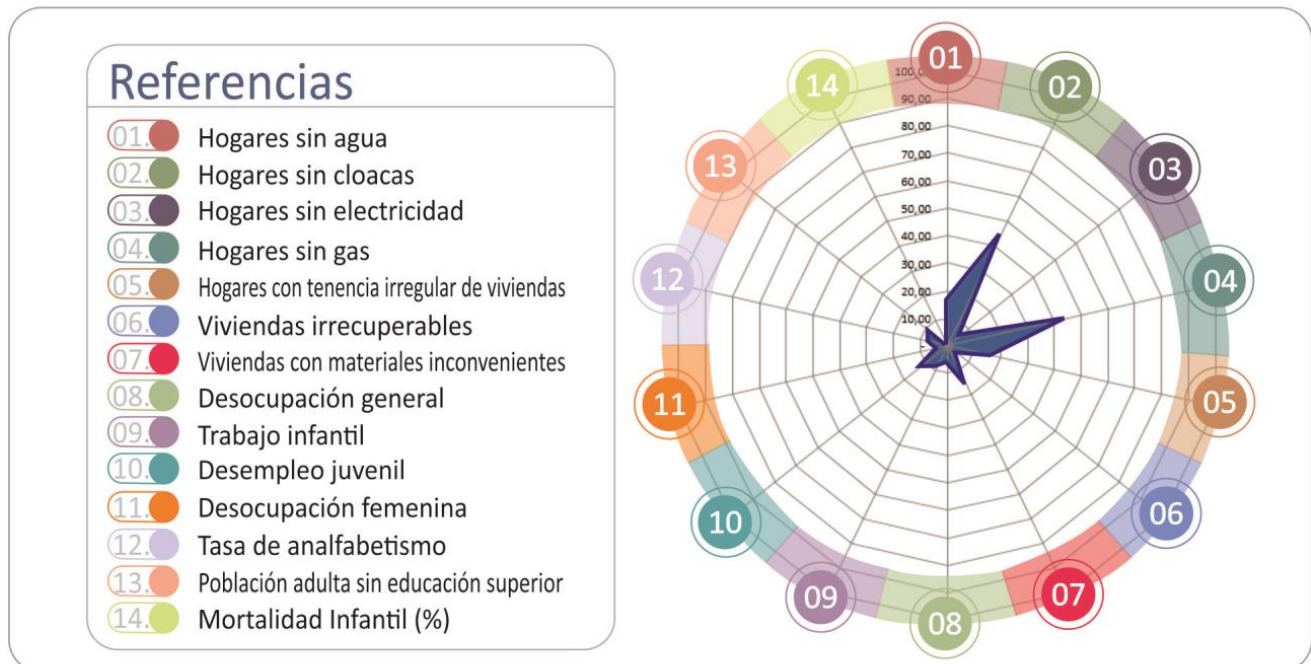 Referencias
01. Hogares sin agua
02. Hogares sin cloacas
03. Hogares sin electricidad
04. Hogares sin gas
05. Hogares con tenencia irregular de viviendas
06. Viviendas irrecuperables
07. Viviendas con materiales inconvenientes
08. Desocupación general
09. Trabajo infantil
10. Desempleo juvenil
11. Desocupación femenina
12. Tasa de analfabetismo
13. Población adulta sin educación superior
14. Mortalidad Infantil (%)
01
02
03
04
05
06
07
08
09
10
11
12
13
14
100,
90,00
80,00
70,00
60,00
50,00
40,00
30,00
20,00
10,00
-